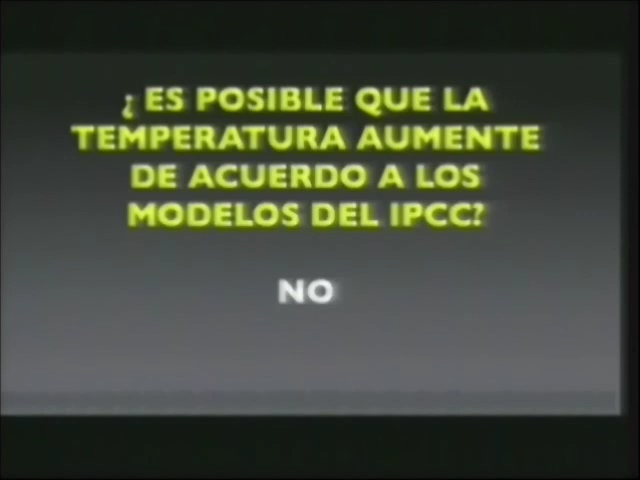 ¿ ES POSIBLE QUE LA
TEMPERATURA AUMENTE
DE ACUERDO A LOS
MODELOS DEL IPCC?
NO